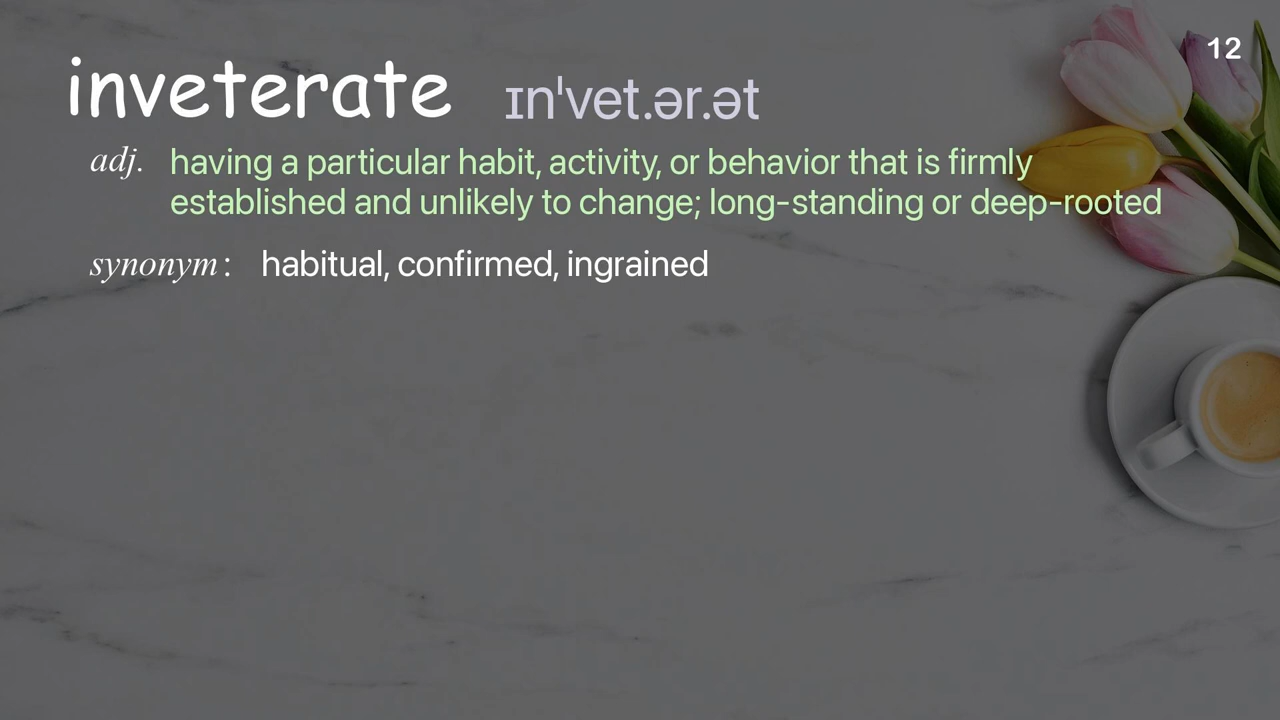 12
inveterate ɪnˈvet.ər.ət
adj. having a particular habit, activity, or behavior that is firmly
established and unlikely to change; long-standing or deep-rooted
synonym: habitual, confirmed, ingrained